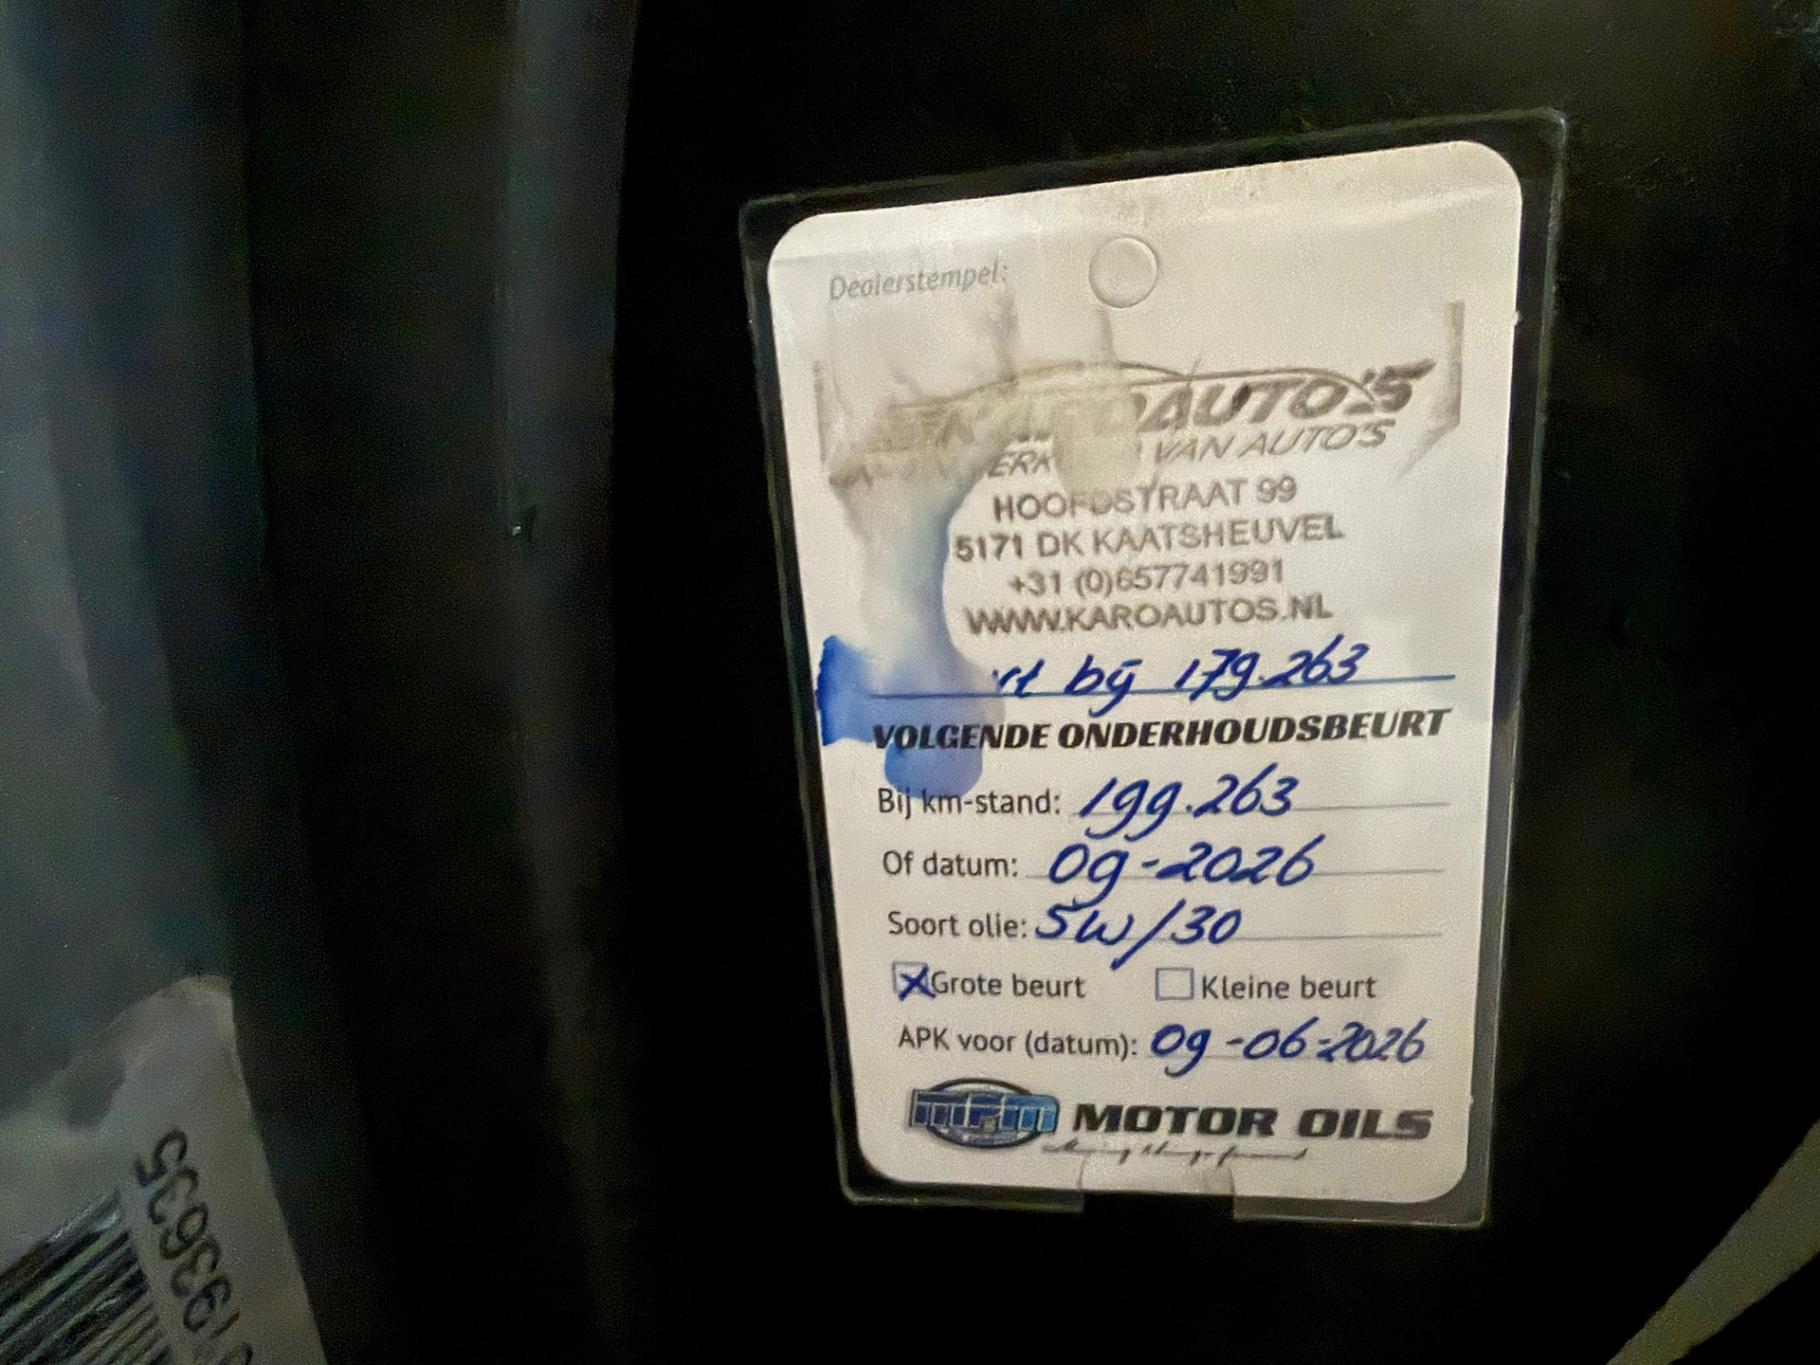 Dealerstempel:
AUTO'S
VAN AUTO'S
HOOFDSTRAAT 99
5171 DK KAATSHEUVEL
+31 (0)657741991
WWW.KAROAUTOS.NL
bij 179.263
VOLGENDE ONDERHOUDSBEURT
Bij km-stand: 199.263
Of datum: 09-2026
Soort olie: 5W/30
Grote beurt Kleine beurt
APK voor (datum): 09-06-2026
MOTOR OILS